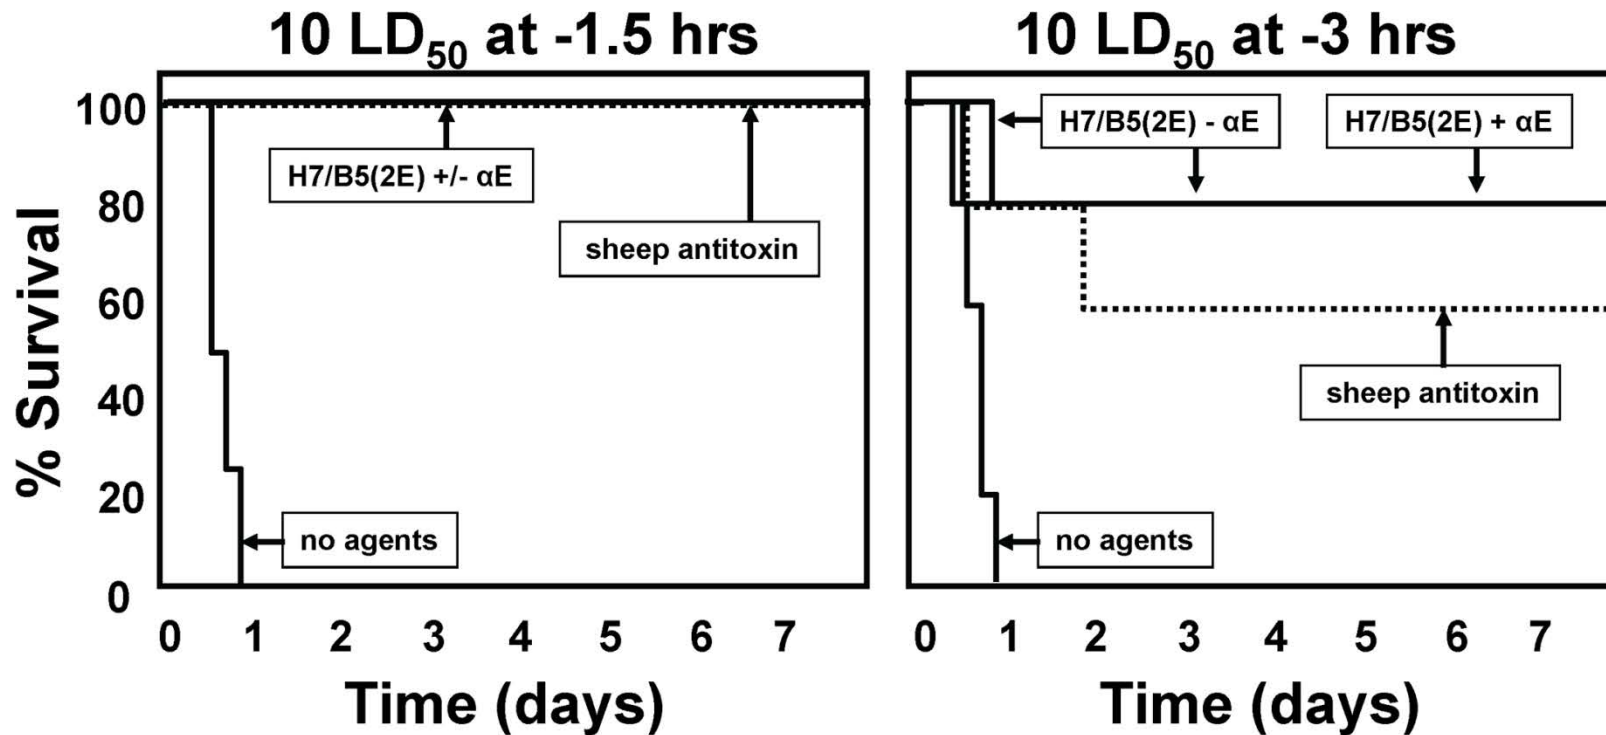 10 LD50 at -1.5 hrs
10 LD50 at -3 hrs
% Survival
100
80
60
40
20
0
H7/B5(2E) +/- αE
sheep antitoxin
no agents
0 1 2 3 4 5 6 7
Time (days)
H7/B5(2E) - αE
H7/B5(2E) + αE
sheep antitoxin
no agents
0 1 2 3 4 5 6 7
Time (days)